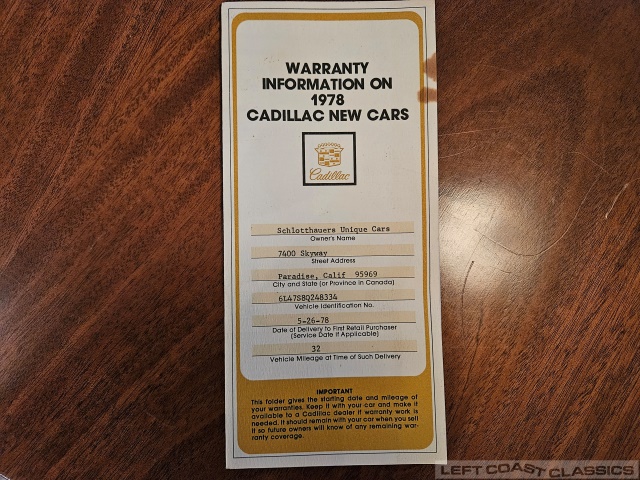 WARRANTY
INFORMATION ON
1978
CADILLAC NEW CARS
Cadillac
Schlotthauers Unique Cars
Owner's Name
7400 Skyway
Street Address
Paradise, Calif 95969
City and State (or Province in Canada)
6L47S8Q248334
Vehicle Identification No.
5-26-78
Date of Delivery to First Retail Purchaser
(Service Date if Applicable)
32
Vehicle Mileage at Time of Such Delivery
IMPORTANT
This folder gives the starting date and mileage of
your warranties. Keep it with your car and make it
available to a Cadillac dealer if warranty work is
needed. It should remain with your car when you sell
it so future owners will know of any remaining war-
ranty coverage.
LEFT COAST CLASSICS